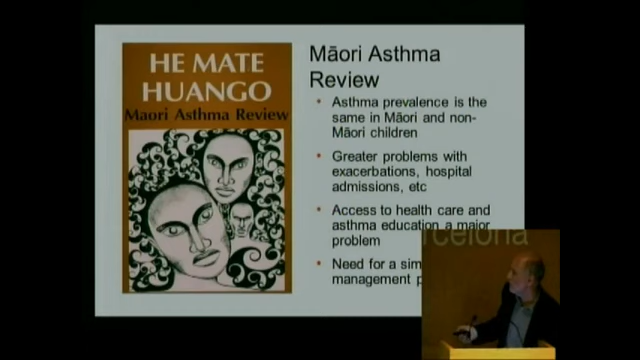 HE MATE
HUANGO
Maori Asthma Review
Māori Asthma
Review
• Asthma prevalence is the
same in Māori and non-
Māori children
• Greater problems with
exacerbations, hospital
admissions, etc
• Access to health care and
asthma education a major
problem
• Need for a sim
management p
rcelona